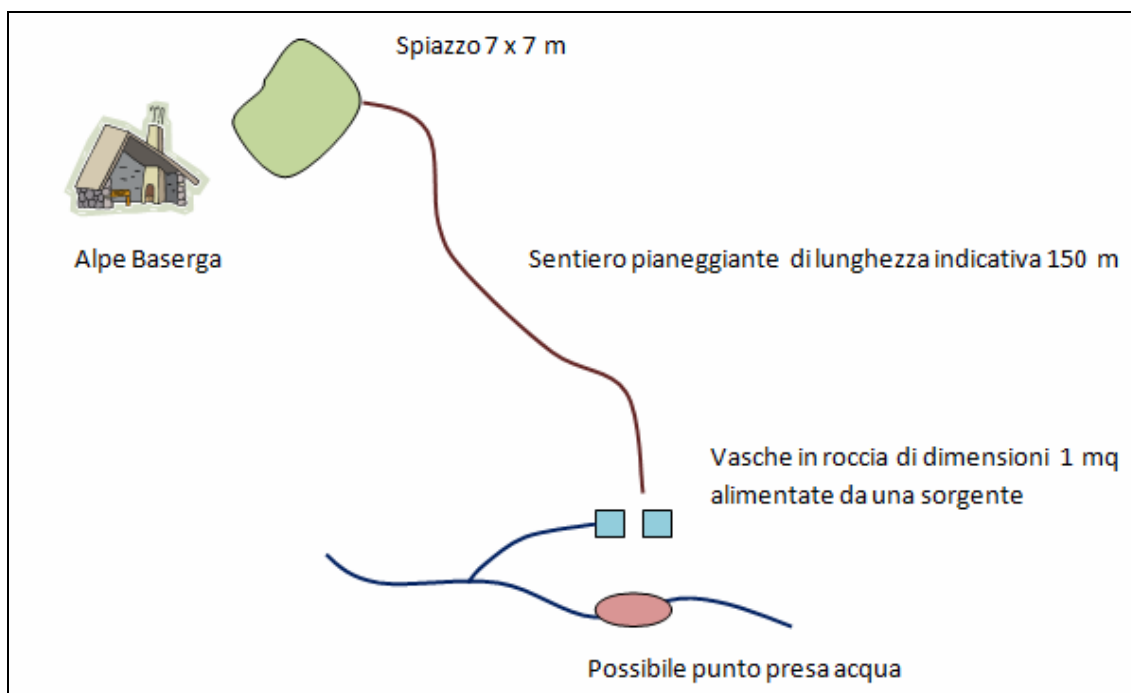 Spiazzo 7 x 7 m
Alpe Baserga
Sentiero pianeggiante di lunghezza indicativa 150 m
Vasche in roccia di dimensioni 1 mq
alimentate da una sorgente
Possibile punto presa acqua